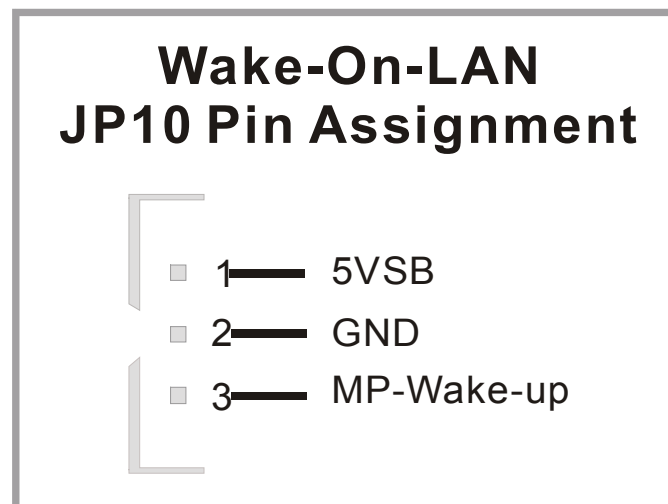 Wake-On-LAN
JP10 Pin Assignment
1 5VSB
2 GND
3 MP-Wake-up